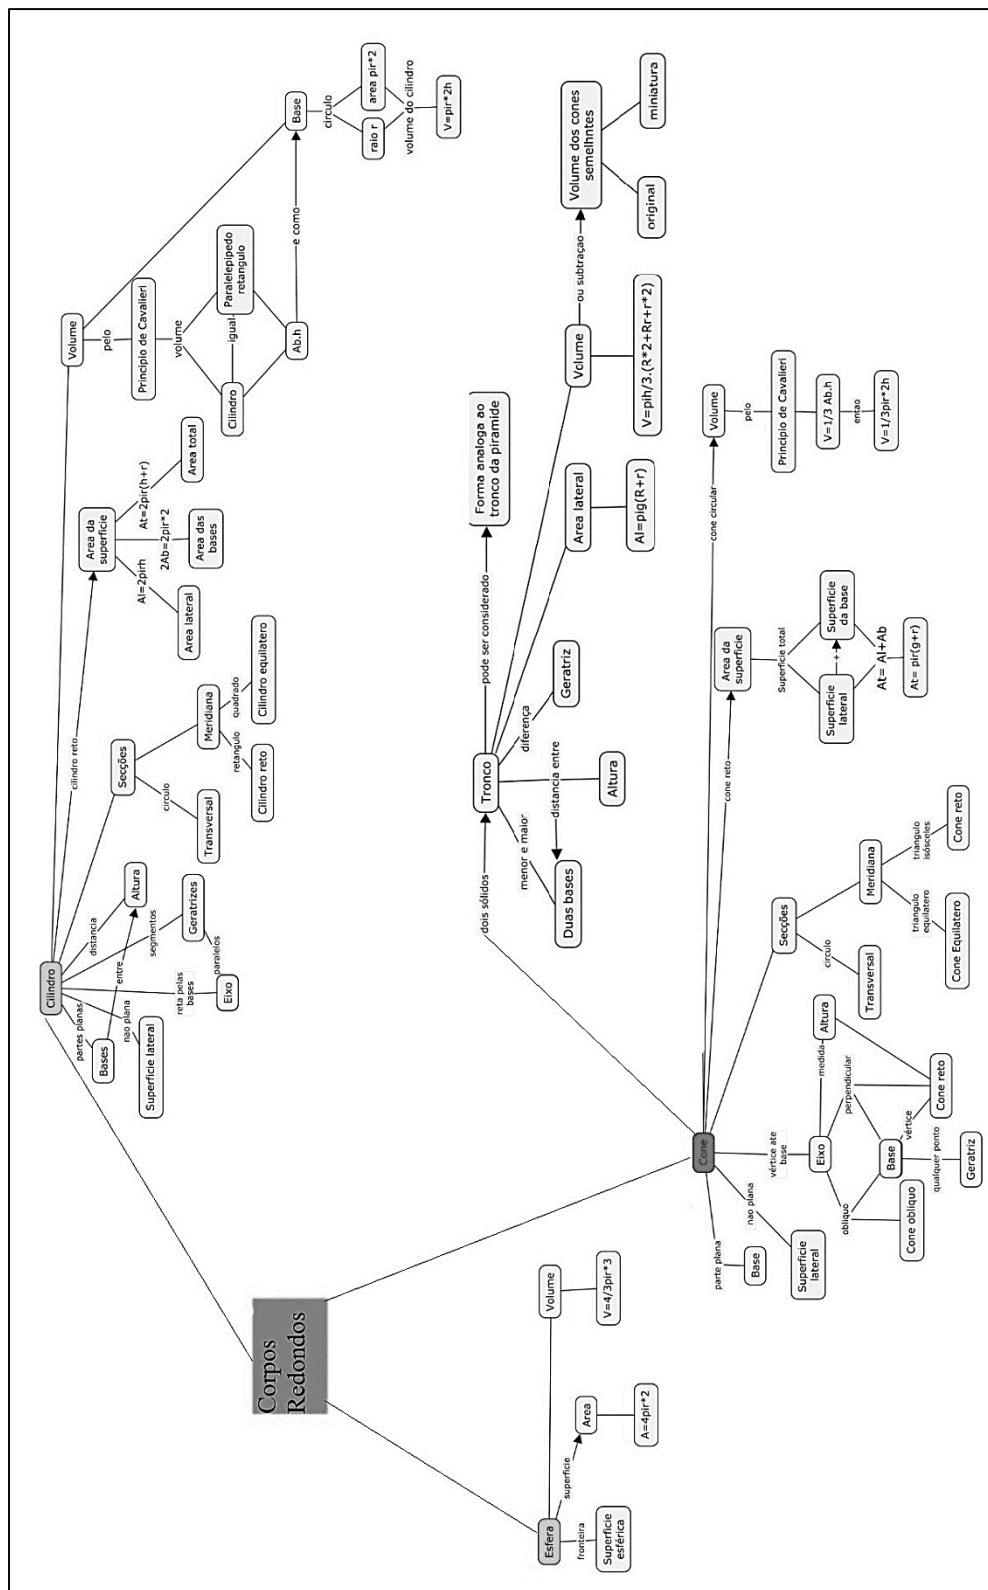 Corpos
Redondos
Cilindro
partes planas
Bases
entre
nao plana
Superficie lateral
reta pelas
bases
Eixo
distancia
Altura
segmentos
Geratrizes
paralelos
Secções
circulo
Transversal
Meridiana
retangulo
Cilindro reto
quadrado
Cilindro equilatero
cilindro reto
Area da
superficie
Al=2pirh
Area lateral
2Ab=2pir*2
Area das
bases
At=2pir(h+r)
Area total
Volume
pelo
Principio de Cavalieri
volume
Cilindro
igual
Paralelepipedo
retangulo
Ab.h
e como
Base
circulo
raio r
area pir*2
volume do cilindro
V=pir*2h
Esfera
fronteira
Superficie
esférica
superficie
Area
A=4pir*2
Volume
V=4/3pir*3
Cone
parte plana
Base
nao plana
Superficie
lateral
vértice ate
base
Eixo
medida
Altura
perpendicular
obliquo
Base
vértice
Cone reto
Cone obliquo
qualquer ponto
Geratriz
Secções
circulo
Transversal
Meridiana
triangulo
equilatero
Cone Equilatero
triangulo
isósceles
Cone reto
cone reto
Area da
superficie
Superficie total
Superficie
lateral
+
Superficie
da base
At= Al+Ab
At= pir(g+r)
cone circular
Volume
pelo
Principio de Cavalieri
V=1/3 Ab.h
entao
V=1/3pir*2h
dois sólidos
Tronco
menor e maior
Duas bases
distancia entre
Altura
diferença
Geratriz
pode ser considerado
Forma analoga ao
tronco da piramide
Area lateral
Al=pig(R+r)
Volume
V=pih/3.(R*2+Rr+r*2)
ou subtraçao
Volume dos cones
semelhntes
original
miniatura